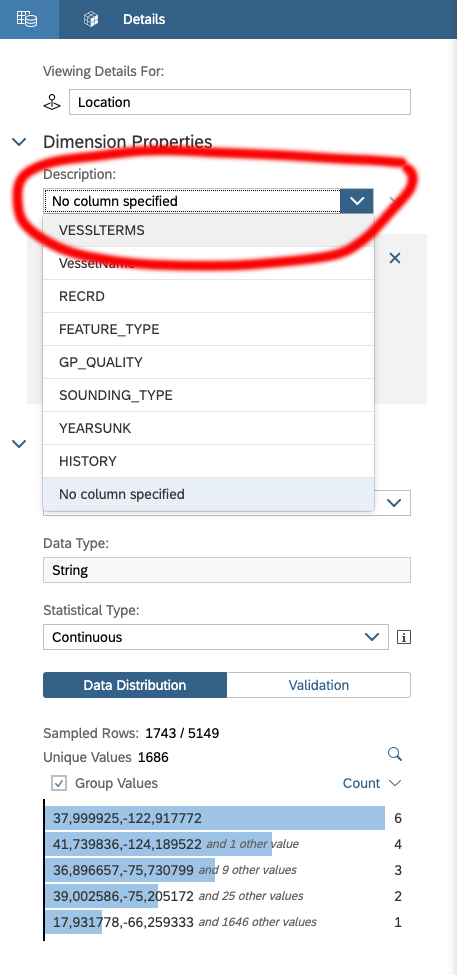 Details
Viewing Details For:
Location
Dimension Properties
Description:
No column specified
VESSLTERMS
VesselName
RECRD
FEATURE_TYPE
GP_QUALITY
SOUNDING_TYPE
YEARSUNK
HISTORY
No column specified
Data Type:
String
Statistical Type:
Continuous
Data Distribution Validation
Sampled Rows: 1743 / 5149
Unique Values 1686
Group Values Count
37,999925,-122,917772 6
41,739836,-124,189522 and 1 other value 4
36,896657,-75,730799 and 9 other values 3
39,002586,-75,205172 and 25 other values 2
17,931778,-66,259333 and 1646 other values 1